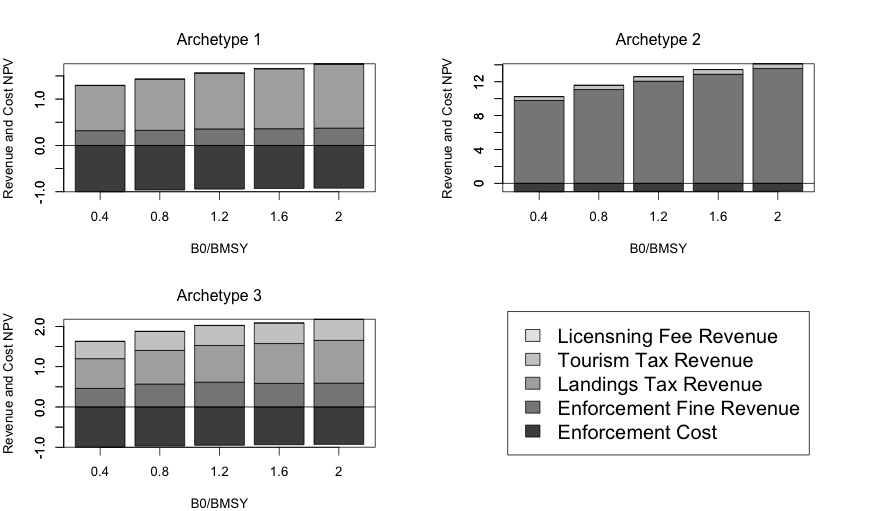 Archetype 1
Revenue and Cost NPV
1.0
0.0
-1.0
0.4 0.8 1.2 1.6 2
B0/BMSY
Archetype 2
Revenue and Cost NPV
12
8
4
0
0.4 0.8 1.2 1.6 2
B0/BMSY
Archetype 3
Revenue and Cost NPV
2.0
1.0
0.0
-1.0
0.4 0.8 1.2 1.6 2
B0/BMSY
Licensning Fee Revenue
Tourism Tax Revenue
Landings Tax Revenue
Enforcement Fine Revenue
Enforcement Cost